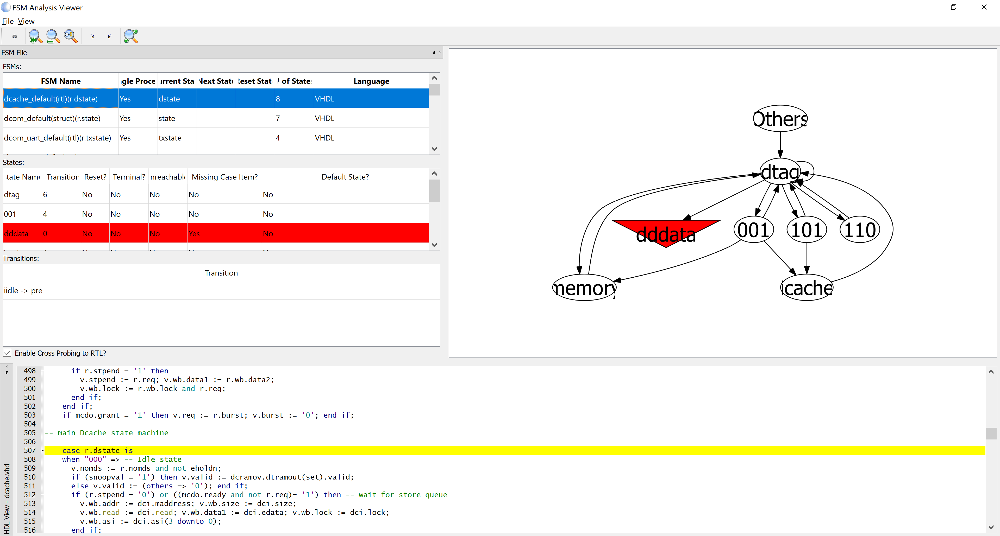 FSM Analysis Viewer
File View
FSM File
FSMs:
FSM Name gle Proce urrent Sta Next State Reset State # of States Language
dcache_default(rtl)(r.dstate) Yes dstate 8 VHDL
dcom_default(struct)(r.state) Yes state 7 VHDL
dcom_uart_default(rtl)(r.txstate) Yes txstate 4 VHDL
States:
State Name Transition Reset? Terminal? nreachable Missing Case Item? Default State?
dtag 6 No No No No No
001 4 No No No No No
dddata 0 No No No Yes No
Transitions:
Transition
iidle -> pre
Enable Cross Probing to RTL?
Others
dtag
dddata
001
101
110
memory
icache
HDL View - dcache.vhd
498 if r.stpend = '1' then
499 v.stpend := r.req; v.wb.data1 := r.wb.data2;
500 v.wb.lock := r.wb.lock and r.req;
501 end if;
502 end if;
503 if mcdo.grant = '1' then v.req := r.burst; v.burst := '0'; end if;
504
505 -- main Dcache state machine
506
507 case r.dstate is
508 when "000" => -- Idle state
509 v.nomds := r.nomds and not eholdn;
510 if (snoopval = '1') then v.valid := dcramov.dtramout(set).valid;
511 else v.valid := (others => '0'); end if;
512 if (r.stpend = '0') or ((mcdo.ready and not r.req)= '1') then -- wait for store queue
513 v.wb.addr := dci.maddress; v.wb.size := dci.size;
514 v.wb.read := dci.read; v.wb.data1 := dci.edata; v.wb.lock := dci.lock;
515 v.wb.asi := dci.asi(3 downto 0);
516 end if;